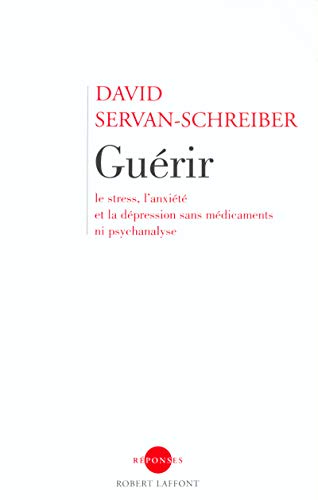 DAVID
SERVAN-SCHREIBER
Guérir
le stress, l'anxiété
et la dépression sans médicaments
ni psychanalyse
RÉPONSES
ROBERT LAFFONT